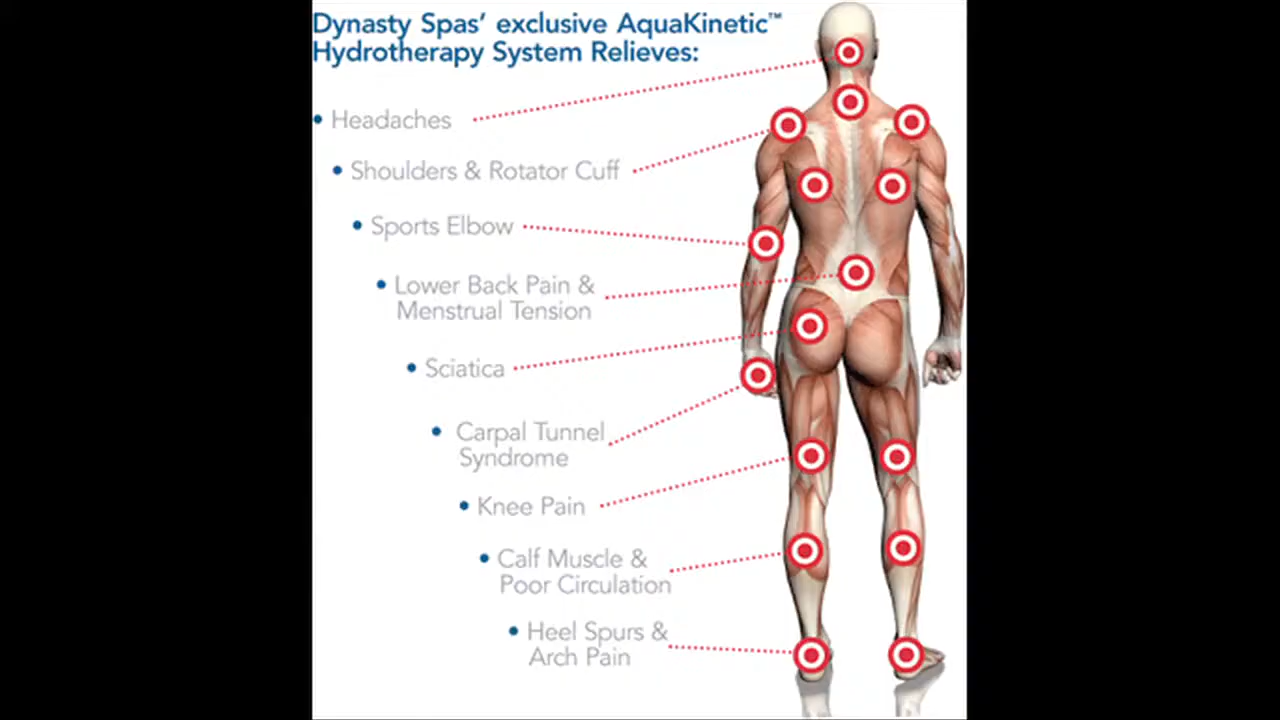 Dynasty Spas’ exclusive AquaKinetic™
Hydrotherapy System Relieves:
• Headaches
• Shoulders & Rotator Cuff
• Sports Elbow
• Lower Back Pain &
Menstrual Tension
• Sciatica
• Carpal Tunnel
Syndrome
• Knee Pain
• Calf Muscle &
Poor Circulation
• Heel Spurs &
Arch Pain